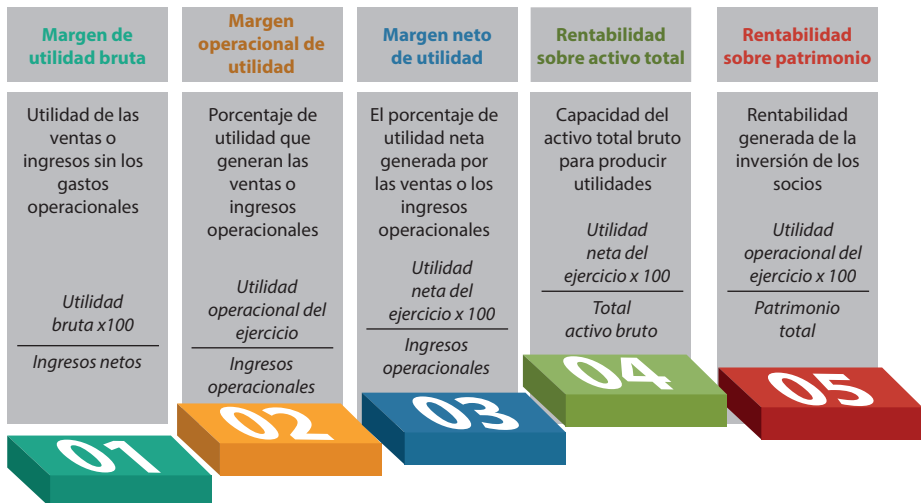 Margen de
utilidad bruta
Utilidad de las
ventas o
ingresos sin los
gastos
operacionales
Utilidad
bruta x100
Ingresos netos
01
Margen
operacional de
utilidad
Porcentaje de
utilidad que
generan las
ventas o
ingresos
operacionales
Utilidad
operacional del
ejercicio
Ingresos
operacionales
02
Margen neto
de utilidad
El porcentaje de
utilidad neta
generada por
las ventas o los
ingresos
operacionales
Utilidad
neta del
ejercicio x 100
Ingresos
operacionales
03
Rentabilidad
sobre activo total
Capacidad del
activo total bruto
para producir
utilidades
Utilidad
neta del
ejercicio x 100
Total
activo bruto
04
Rentabilidad
sobre patrimonio
Rentabilidad
generada de la
inversión de los
socios
Utilidad
operacional del
ejercicio x 100
Patrimonio
total
05